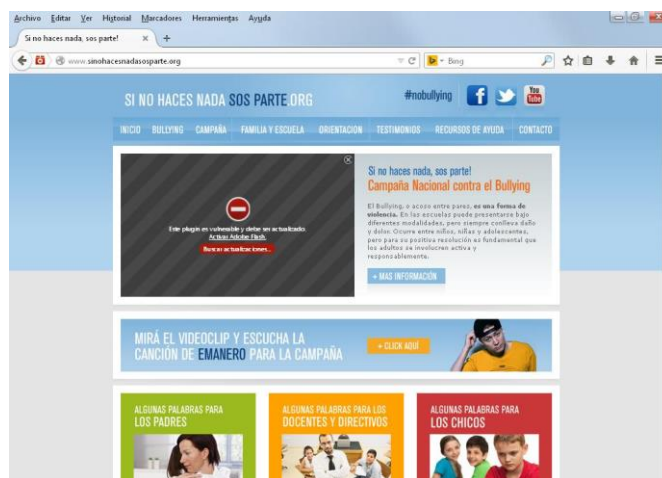 Archivo Editar Ver Historial Marcadores Herramientas Ayuda
Si no haces nada, sos parte!
www.sinohacesnadasosparte.org
Bing
SI NO HACES NADA SOS PARTE.ORG
#nobullying
You Tube
INICIO BULLYING CAMPAÑA FAMILIA Y ESCUELA ORIENTACION TESTIMONIOS RECURSOS DE AYUDA CONTACTO
Este plugin es vulnerable y debe ser actualizado.
Activar Adobe Flash.
Buscar actualizaciones...
Si no haces nada, sos parte!
Campaña Nacional contra el Bullying
El Bullying, o acoso entre pares, es una forma de
violencia. En las escuelas puede presentarse bajo
diferentes modalidades, pero siempre conlleva daño
y dolor. Ocurre entre niños, niñas y adolescentes,
pero para su positiva resolución es fundamental que
los adultos se involucren activa y
responsablemente.
+ MAS INFORMACIÓN
MIRÁ EL VIDEOCLIP Y ESCUCHA LA
CANCIÓN DE EMANERO PARA LA CAMPAÑA
+ CLICK AQUÍ
ALGUNAS PALABRAS PARA
LOS PADRES
ALGUNAS PALABRAS PARA LOS
DOCENTES Y DIRECTIVOS
ALGUNAS PALABRAS PARA
LOS CHICOS